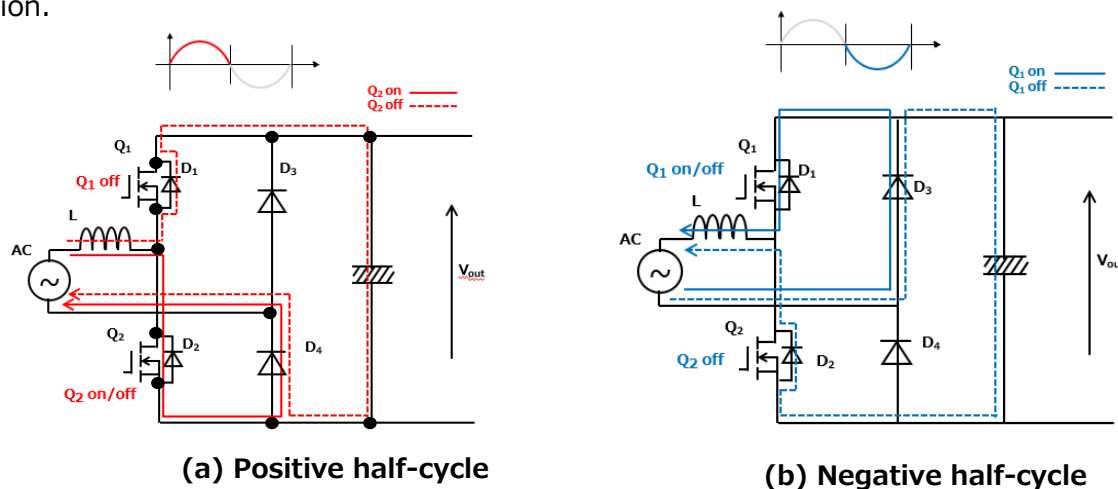 ion.
Q2 on
Q2 off
Q1
D1
D3
Q1 off
L
AC
Vout
Q2
D2
D4
Q2 on/off
(a) Positive half-cycle
Q1 on
Q1 off
Q1
D1
Q1 on/off
D3
L
AC
Vou
Q2
D2
D4
Q2 off
(b) Negative half-cycle